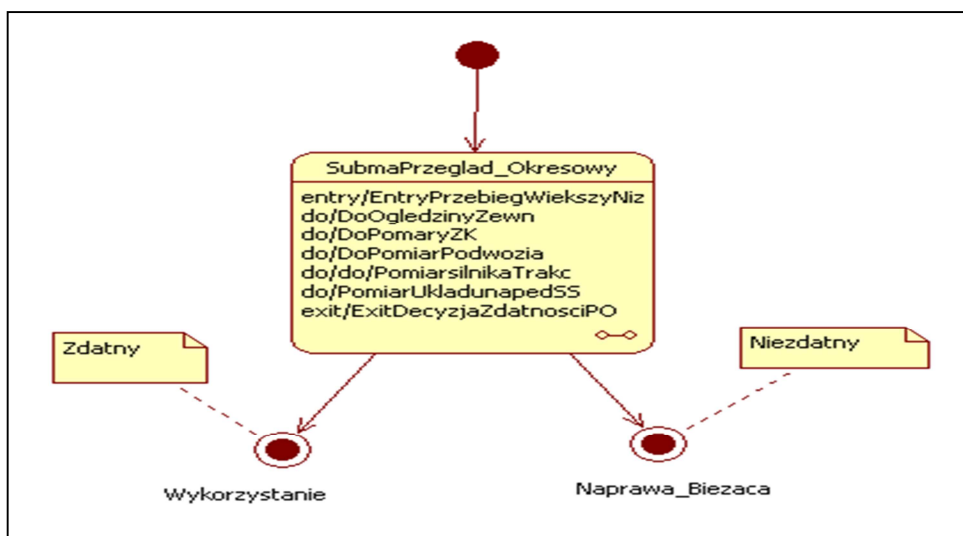 SubmaPrzeglad_Okresowy
entry/EntryPrzebiegWiekszyNiz
do/DoOgledzinyZewn
do/DoPomaryZK
do/DoPomiarPodwozia
do/do/PomiarsilnikaTrakc
do/PomiarUkladunapedSS
exit/ExitDecyzjaZdatnosciPO
Zdatny
Niezdatny
Wykorzystanie
Naprawa_Biezaca